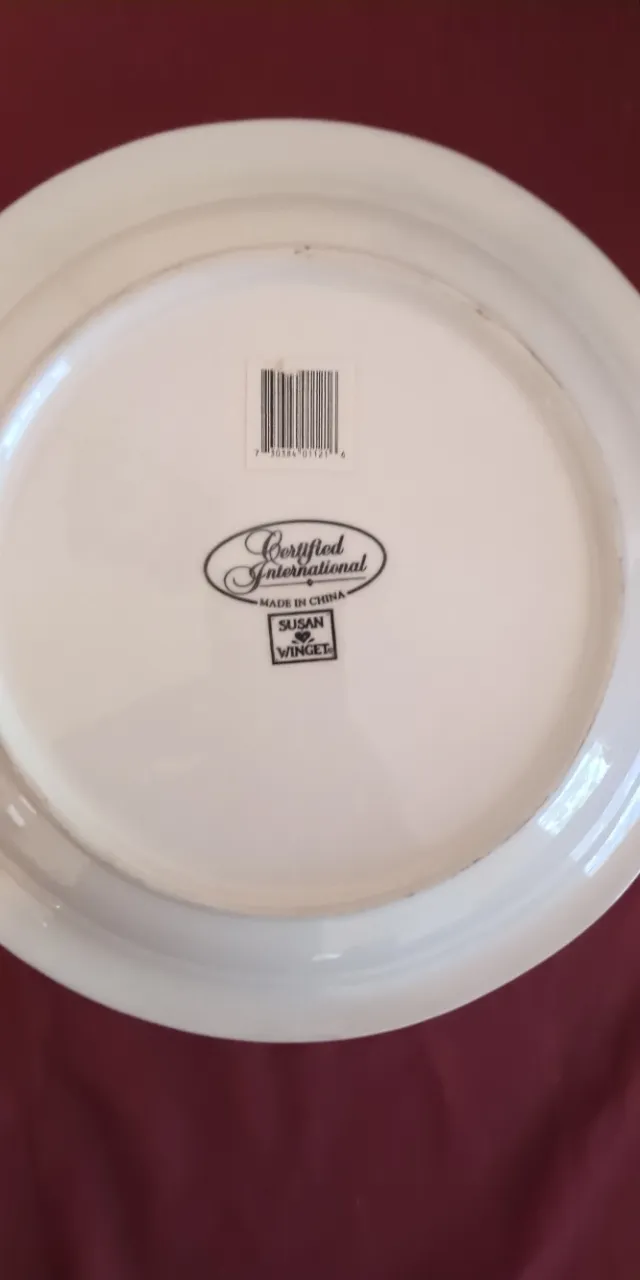 7 30384 01121 6
Certified
International
MADE IN CHINA
SUSAN
WINGET®